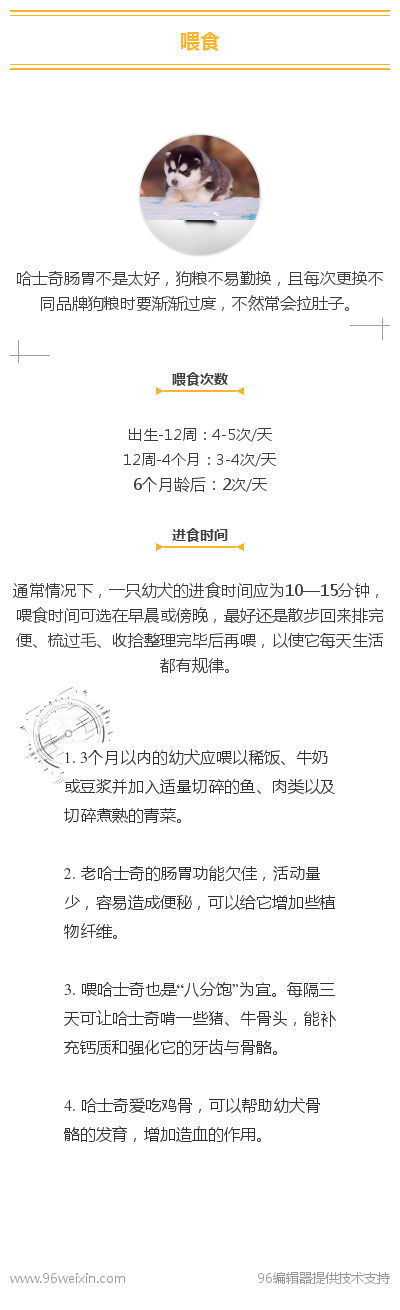 喂食
哈士奇肠胃不是太好，狗粮不易勤换，且每次更换不
同品牌狗粮时要渐渐过度，不然常会拉肚子。
喂食次数
出生-12周：4-5次/天
12周-4个月：3-4次/天
6个月龄后：2次/天
进食时间
通常情况下，一只幼犬的进食时间应为10—15分钟，
喂食时间可选在早晨或傍晚，最好还是散步回来排完
便、梳过毛、收拾整理完毕后再喂，以使它每天生活
都有规律。
1. 3个月以内的幼犬应喂以稀饭、牛奶
或豆浆并加入适量切碎的鱼、肉类以及
切碎煮熟的青菜。
2. 老哈士奇的肠胃功能欠佳，活动量
少，容易造成便秘，可以给它增加些植
物纤维。
3. 喂哈士奇也是“八分饱”为宜。每隔三
天可让哈士奇啃一些猪、牛骨头，能补
充钙质和强化它的牙齿与骨骼。
4. 哈士奇爱吃鸡骨，可以帮助幼犬骨
骼的发育，增加造血的作用。
www.96weixin.com
96编辑器提供技术支持